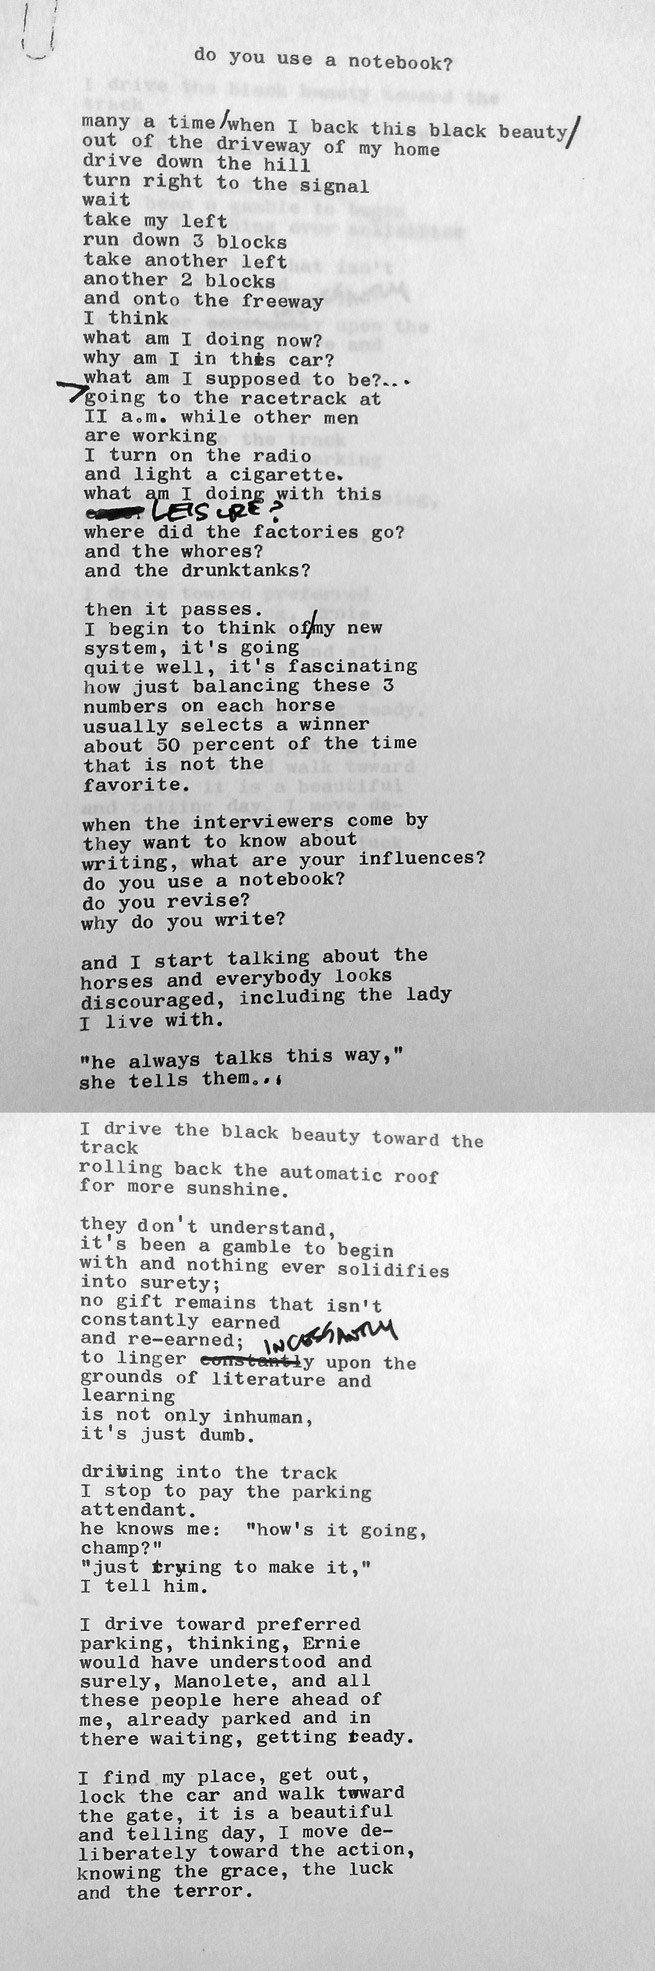 do you use a notebook?
many a time/when I back this black beauty/
out of the driveway of my home
drive down the hill
turn right to the signal
wait
take my left
run down 3 blocks
take another left
another 2 blocks
and onto the freeway
I think
what am I doing now?
why am I in this car?
what am I supposed to be?...
going to the racetrack at
II a.m. while other men
are working
I turn on the radio
and light a cigarette.
what am I doing with this
LEISURE?
where did the factories go?
and the whores?
and the drunktanks?
then it passes.
I begin to think of/my new
system, it's going
quite well, it's fascinating
how just balancing these 3
numbers on each horse
usually selects a winner
about 50 percent of the time
that is not the
favorite.
when the interviewers come by
they want to know about
writing, what are your influences?
do you use a notebook?
do you revise?
why do you write?
and I start talking about the
horses and everybody looks
discouraged, including the lady
I live with.
"he always talks this way,"
she tells them...
I drive the black beauty toward the
track
rolling back the automatic roof
for more sunshine.
they don't understand,
it's been a gamble to begin
with and nothing ever solidifies
into surety;
no gift remains that isn't
constantly earned
and re-earned; INCESSANTLY
to linger constantly upon the
grounds of literature and
learning
is not only inhuman,
it's just dumb.
driving into the track
I stop to pay the parking
attendant.
he knows me: "how's it going,
champ?"
"just trying to make it,"
I tell him.
I drive toward preferred
parking, thinking, Ernie
would have understood and
surely, Manolete, and all
these people here ahead of
me, already parked and in
there waiting, getting ready.
I find my place, get out,
lock the car and walk toward
the gate, it is a beautiful
and telling day, I move de-
liberately toward the action,
knowing the grace, the luck
and the terror.